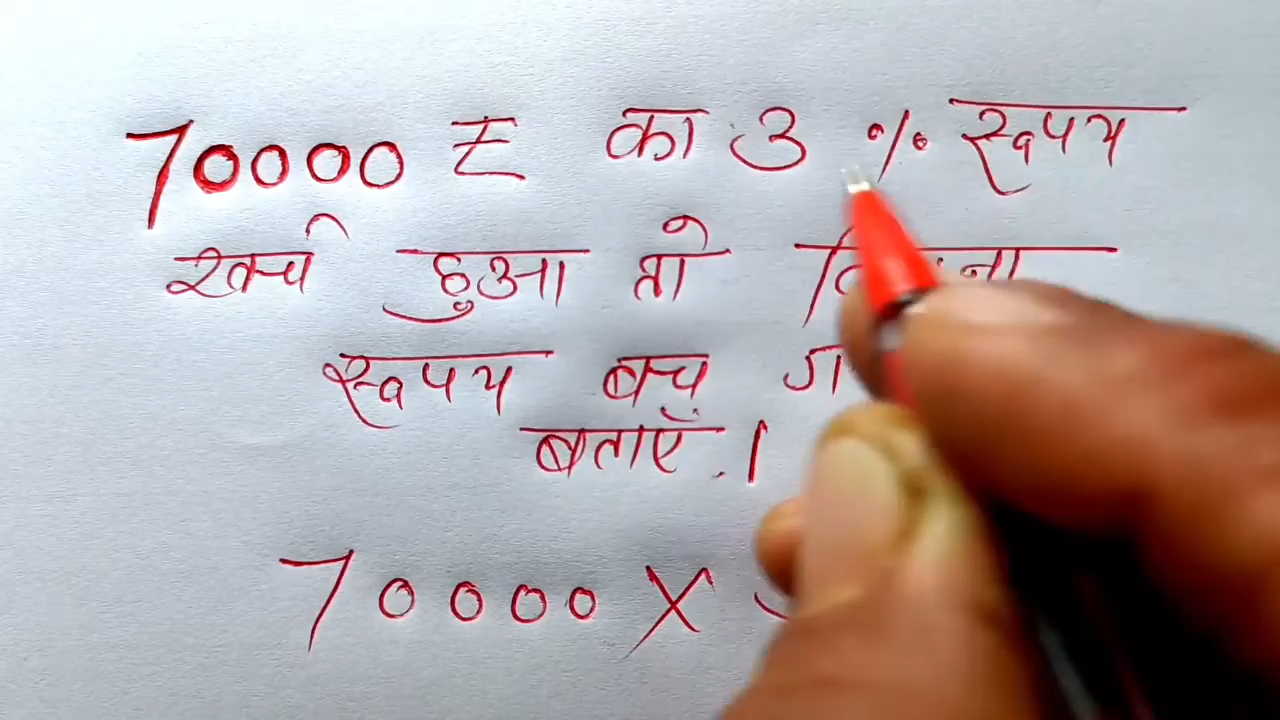 70000 ₹ का 3 % रूपय
खर्च हुआ तो
रूपय बच
बताएँ .।
70000 X